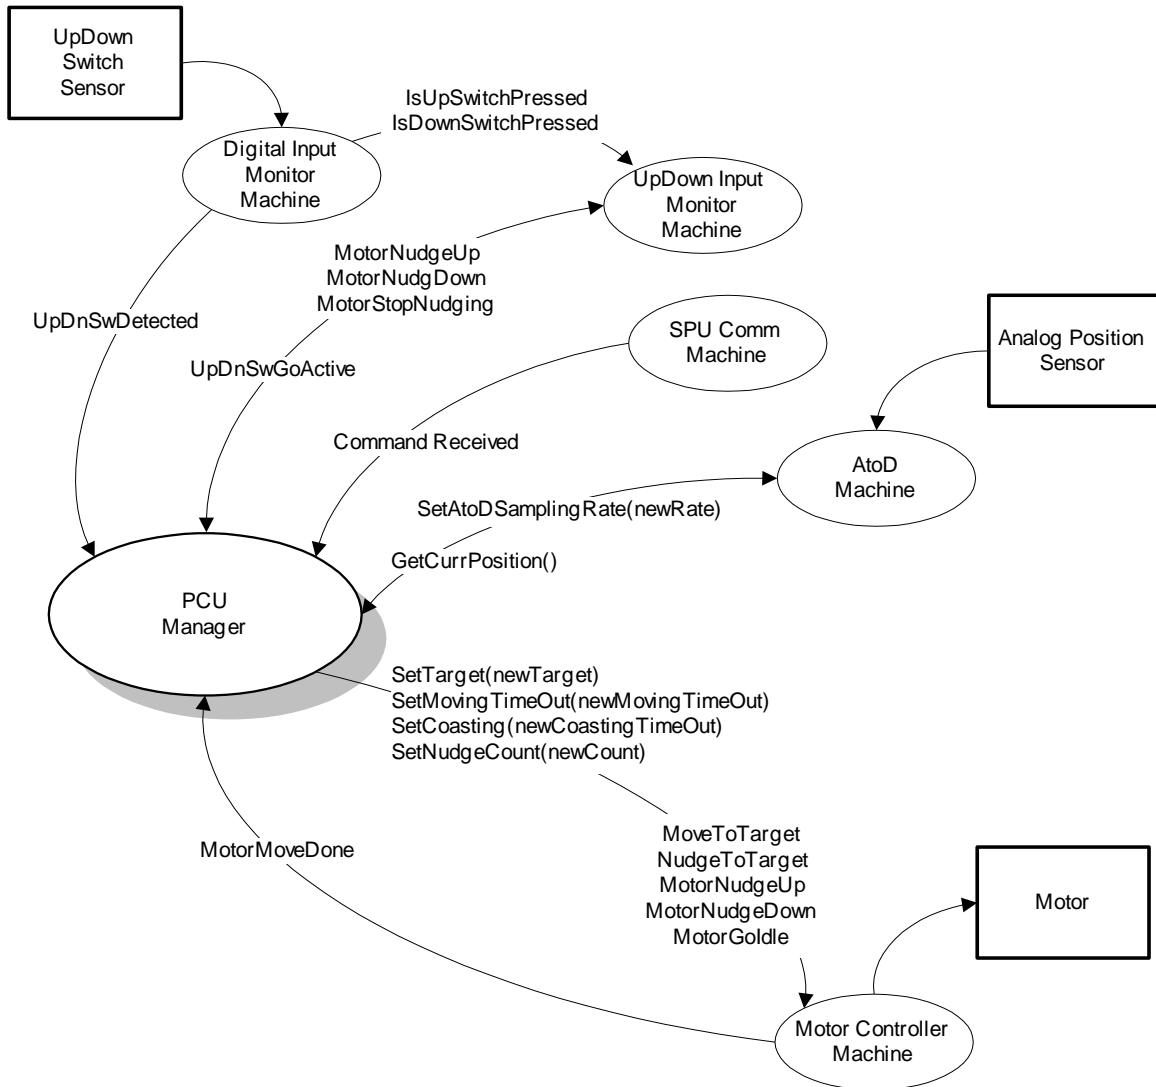 UpDown
Switch
Sensor
IsUpSwitchPressed
IsDownSwitchPressed
Digital Input
Monitor
Machine
UpDown Input
Monitor
Machine
MotorNudgeUp
MotorNudgDown
MotorStopNudging
UpDnSwDetected
UpDnSwGoActive
SPU Comm
Machine
Analog Position
Sensor
Command Received
AtoD
Machine
SetAtoDSamplingRate(newRate)
GetCurrPosition()
PCU
Manager
SetTarget(newTarget)
SetMovingTimeOut(newMovingTimeOut)
SetCoasting(newCoastingTimeOut)
SetNudgeCount(newCount)
MotorMoveDone
MoveToTarget
NudgeToTarget
MotorNudgeUp
MotorNudgeDown
MotorGoIdle
Motor
Motor Controller
Machine